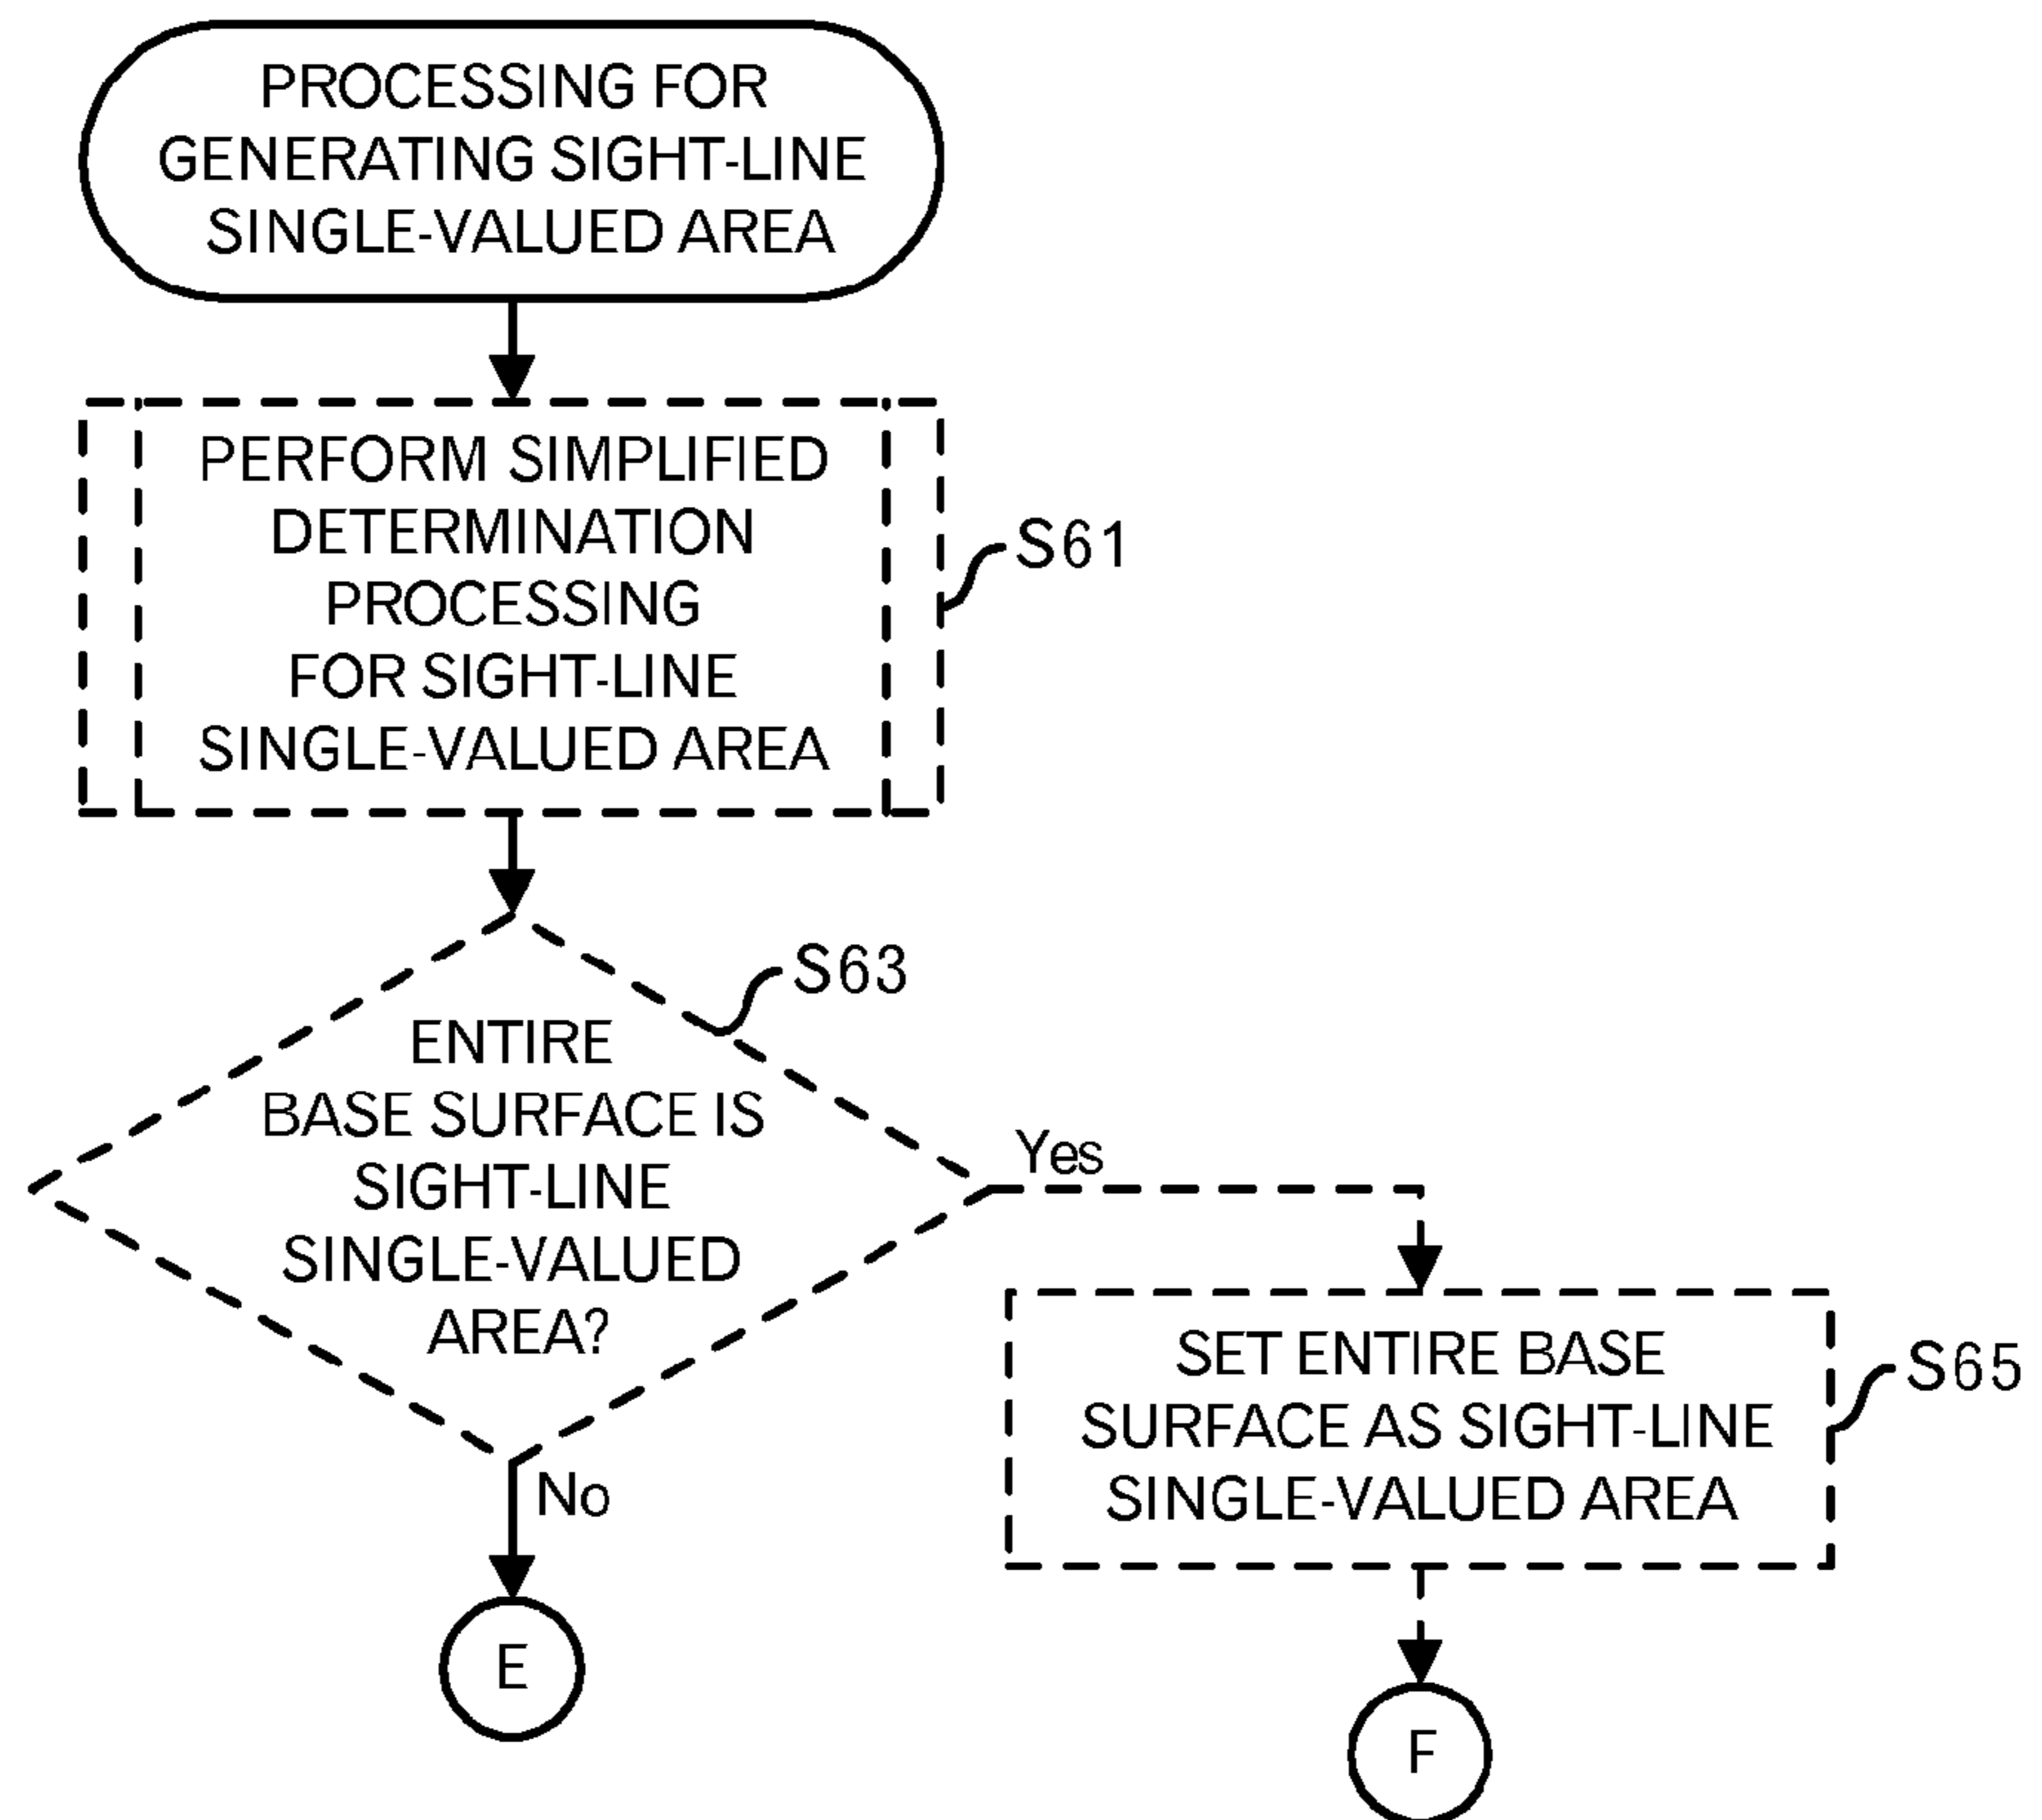 PROCESSING FOR
GENERATING SIGHT-LINE
SINGLE-VALUED AREA
PERFORM SIMPLIFIED
DETERMINATION
PROCESSING
FOR SIGHT-LINE
SINGLE-VALUED AREA
S61
S63
ENTIRE
BASE SURFACE IS
SIGHT-LINE
SINGLE-VALUED
AREA?
Yes
No
SET ENTIRE BASE
SURFACE AS SIGHT-LINE
SINGLE-VALUED AREA
S65
E
F